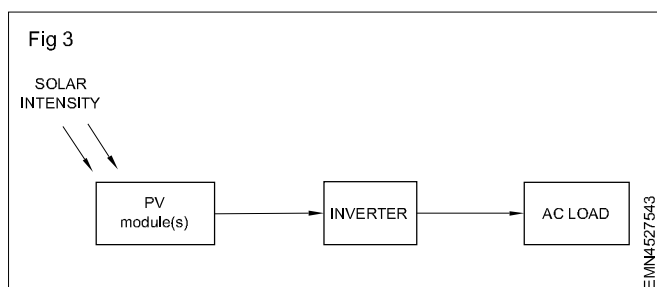 Fig 3
SOLAR
INTENSITY
PV
module(s)
INVERTER
AC LOAD
EMN4527543